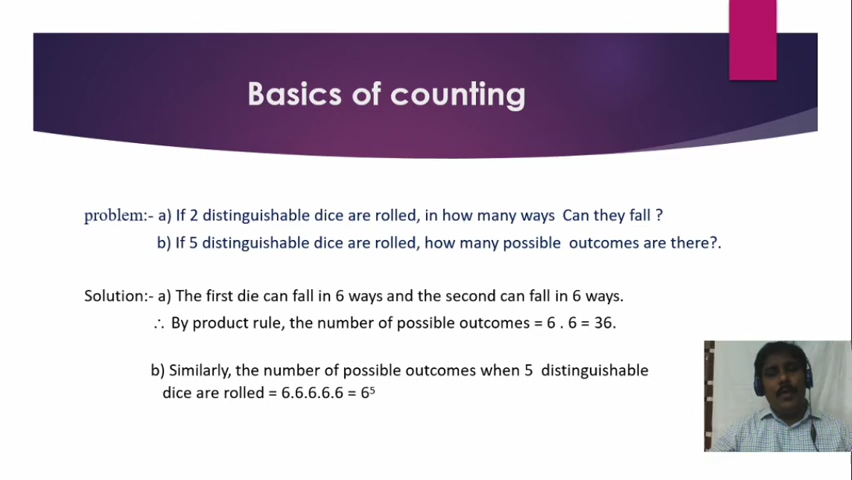 Basics of counting
problem:- a) If 2 distinguishable dice are rolled, in how many ways Can they fall ?
b) If 5 distinguishable dice are rolled, how many possible outcomes are there?.
Solution:- a) The first die can fall in 6 ways and the second can fall in 6 ways.
∴ By product rule, the number of possible outcomes = 6 . 6 = 36.
b) Similarly, the number of possible outcomes when 5 distinguishable
dice are rolled = 6.6.6.6.6 = 6⁵